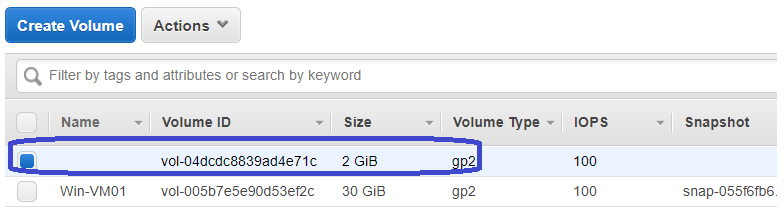 Create Volume Actions
Filter by tags and attributes or search by keyword
Name Volume ID Size Volume Type IOPS Snapshot
vol-04dcdc8839ad4e71c 2 GiB gp2 100
Win-VM01 vol-005b7e5e90d53ef2c 30 GiB gp2 100 snap-055f6fb6.